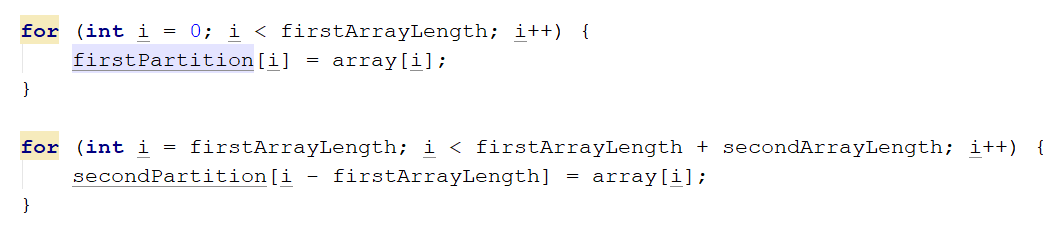 for (int i = 0; i < firstArrayLength; i++) {
firstPartition[i] = array[i];
}
for (int i = firstArrayLength; i < firstArrayLength + secondArrayLength; i++) {
secondPartition[i - firstArrayLength] = array[i];
}